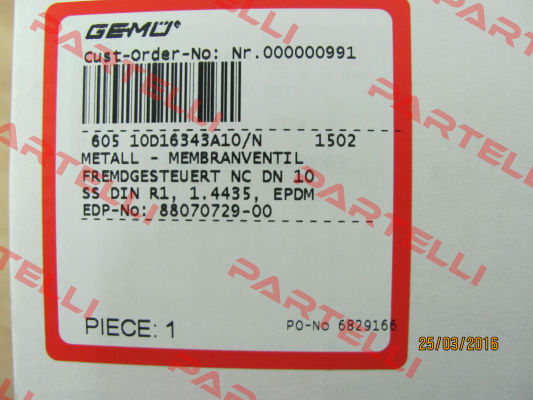 GEMÜ
Cust-Order-No: Nr.000000991
605 10D16343A10/N 1502
METALL - MEMBRANVENTIL
FREMDGESTEUERT NC DN 10
SS DIN R1, 1.4435, EPDM
EDP-No: 88070729-00
PIECE: 1
PO-No 6829166
25/03/2016
PARTELLI
PARTELLI
PARTELLI
PARTELLI
PARTELLI